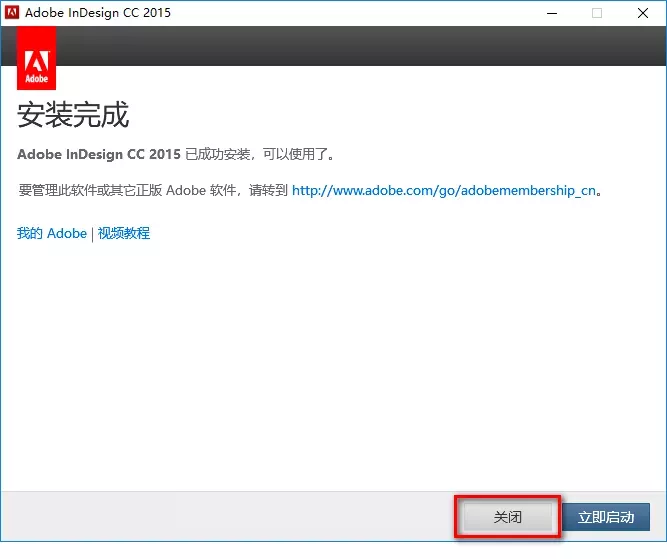 Adobe InDesign CC 2015
Adobe
安装完成
Adobe InDesign CC 2015 已成功安装，可以使用了。
要管理此软件或其它正版 Adobe 软件，请转到 http://www.adobe.com/go/adobemembership_cn。
我的 Adobe | 视频教程
关闭 立即启动